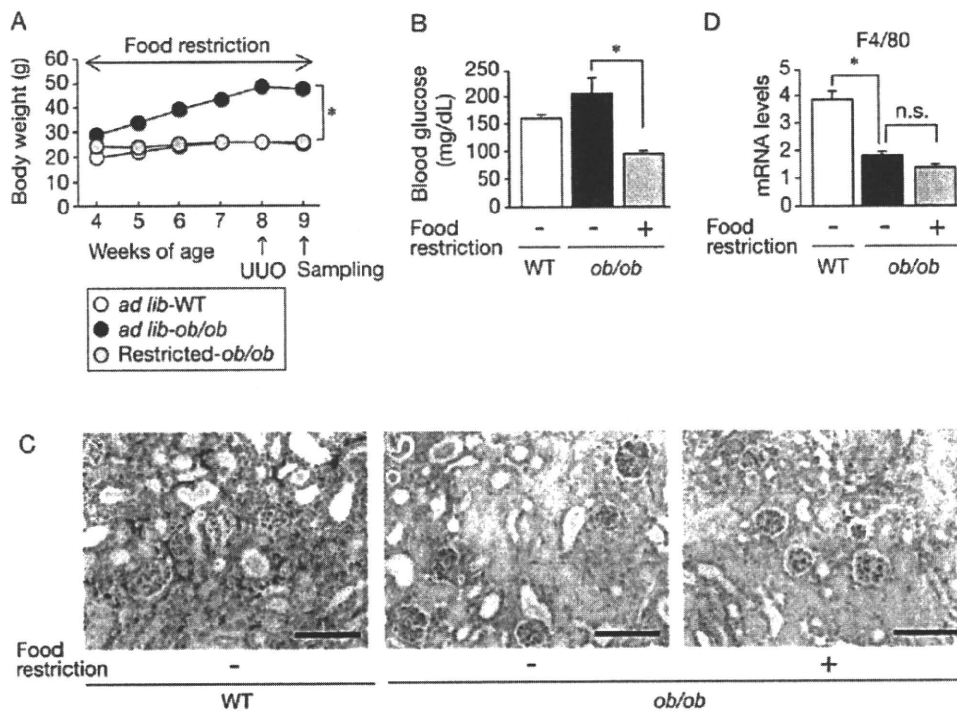 A
Food restriction
Body weight (g)
60
50
40
30
20
10
0
*
4 5 6 7 8 9
Weeks of age
↑ ↑
UUO Sampling
ad lib-WT
ad lib-ob/ob
Restricted-ob/ob
B
Blood glucose
(mg/dL)
250
200
150
100
50
0
*
Food
restriction
- - +
WT ob/ob
D
F4/80
mRNA levels
5
4
3
2
1
0
*
n.s.
Food
restriction
- - +
WT ob/ob
C
Food
restriction
- - +
WT ob/ob